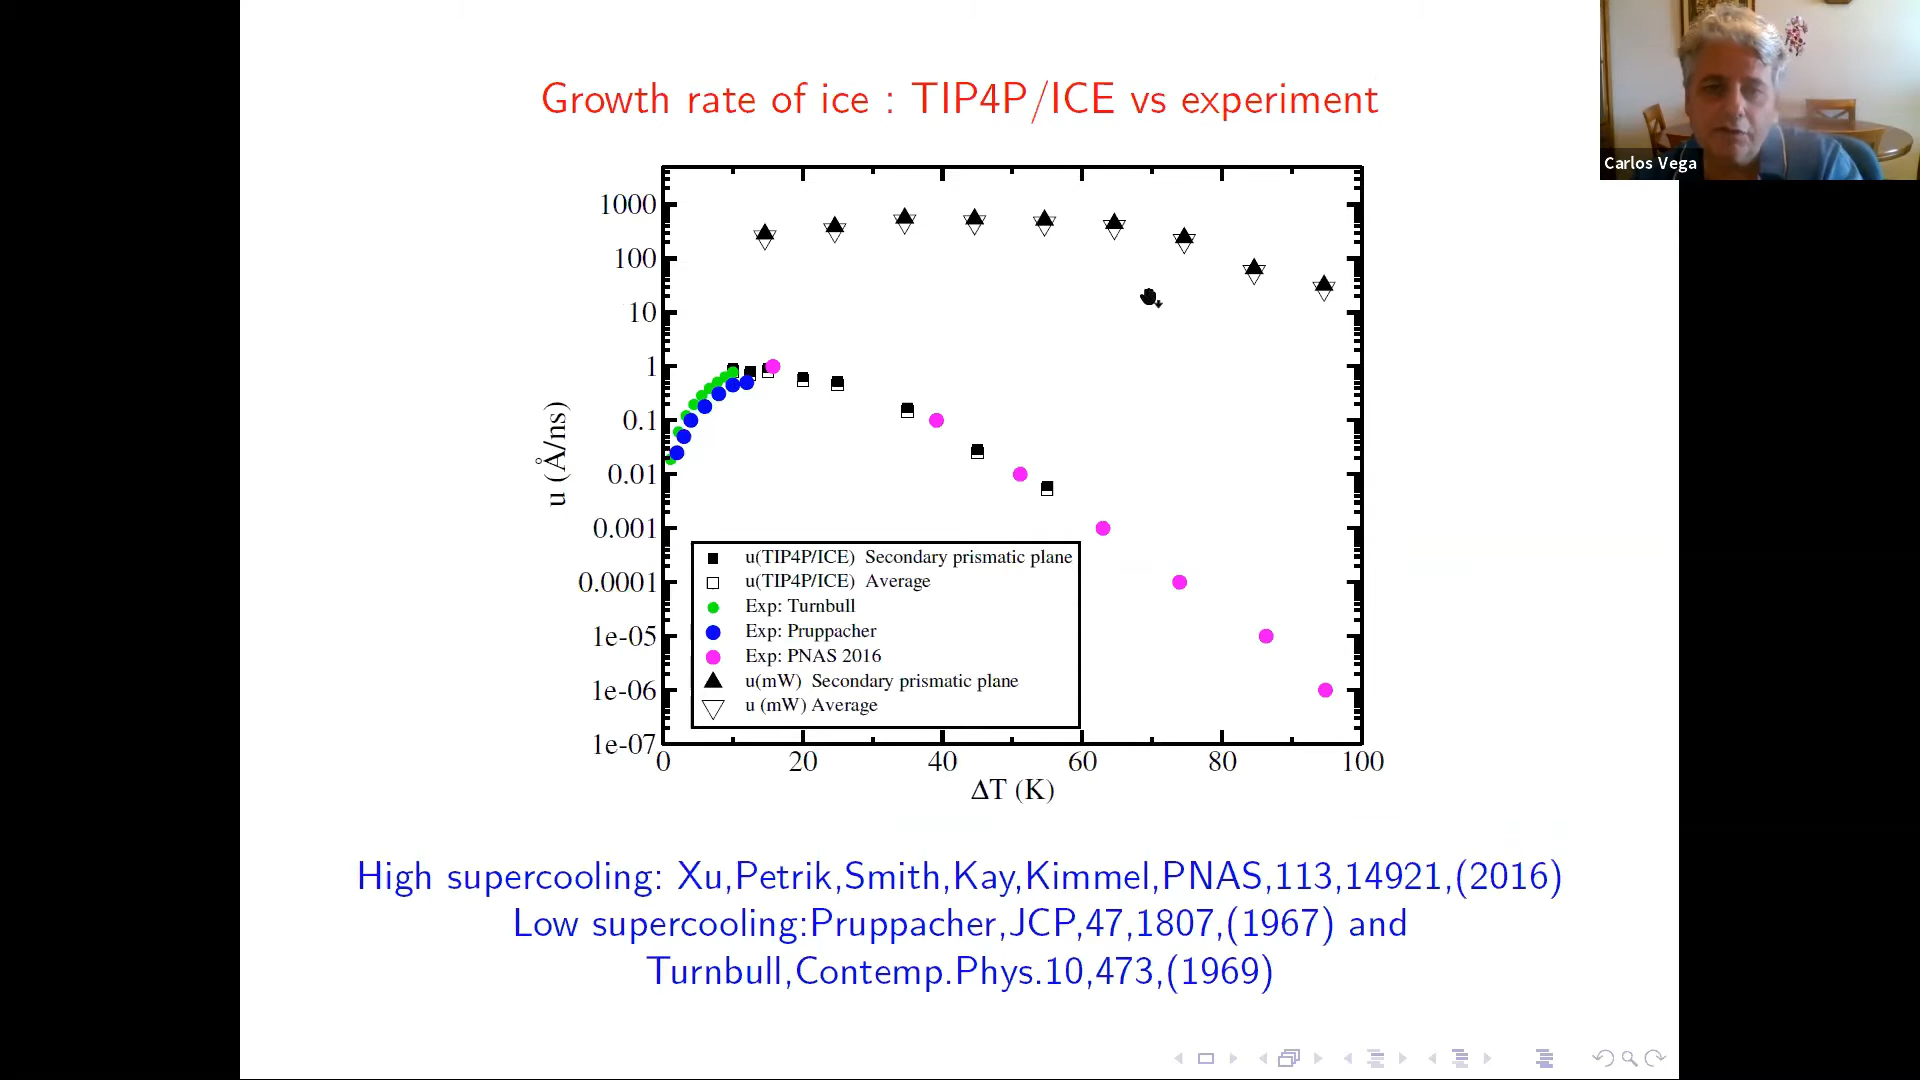 Growth rate of ice : TIP4P/ICE vs experiment
Carlos Vega
1000
100
10
1
0.1
0.01
0.001
0.0001
1e-05
1e-06
1e-07
u (Å/ns)
u(TIP4P/ICE) Secondary prismatic plane
u(TIP4P/ICE) Average
Exp: Turnbull
Exp: Pruppacher
Exp: PNAS 2016
u(mW) Secondary prismatic plane
u (mW) Average
0 20 40 60 80 100
ΔT (K)
High supercooling: Xu,Petrik,Smith,Kay,Kimmel,PNAS,113,14921,(2016)
Low supercooling:Pruppacher,JCP,47,1807,(1967) and
Turnbull,Contemp.Phys.10,473,(1969)